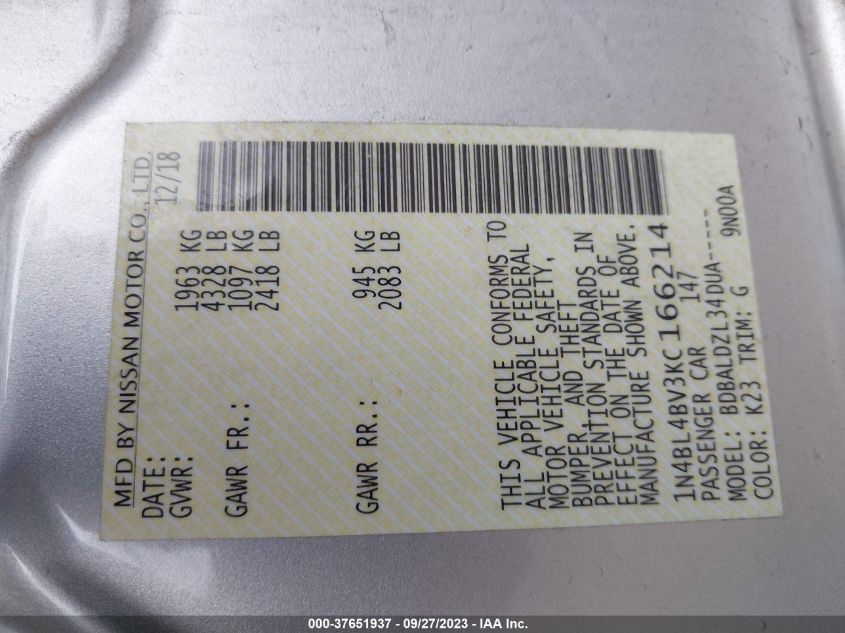 MFD BY NISSAN MOTOR CO., LTD.
DATE: 12/18
GVWR: 1963 KG
4328 LB
GAWR FR.: 1097 KG
2418 LB
GAWR RR.: 945 KG
2083 LB
THIS VEHICLE CONFORMS TO
ALL APPLICABLE FEDERAL
MOTOR VEHICLE SAFETY,
BUMPER, AND THEFT
PREVENTION STANDARDS IN
EFFECT ON THE DATE OF
MANUFACTURE SHOWN ABOVE.
1N4BL4BV3KC166214
PASSENGER CAR 147
MODEL: BDBALDZL34DUA-----
COLOR: K23 TRIM: G 9N00A
000-37651937 - 09/27/2023 - IAA Inc.